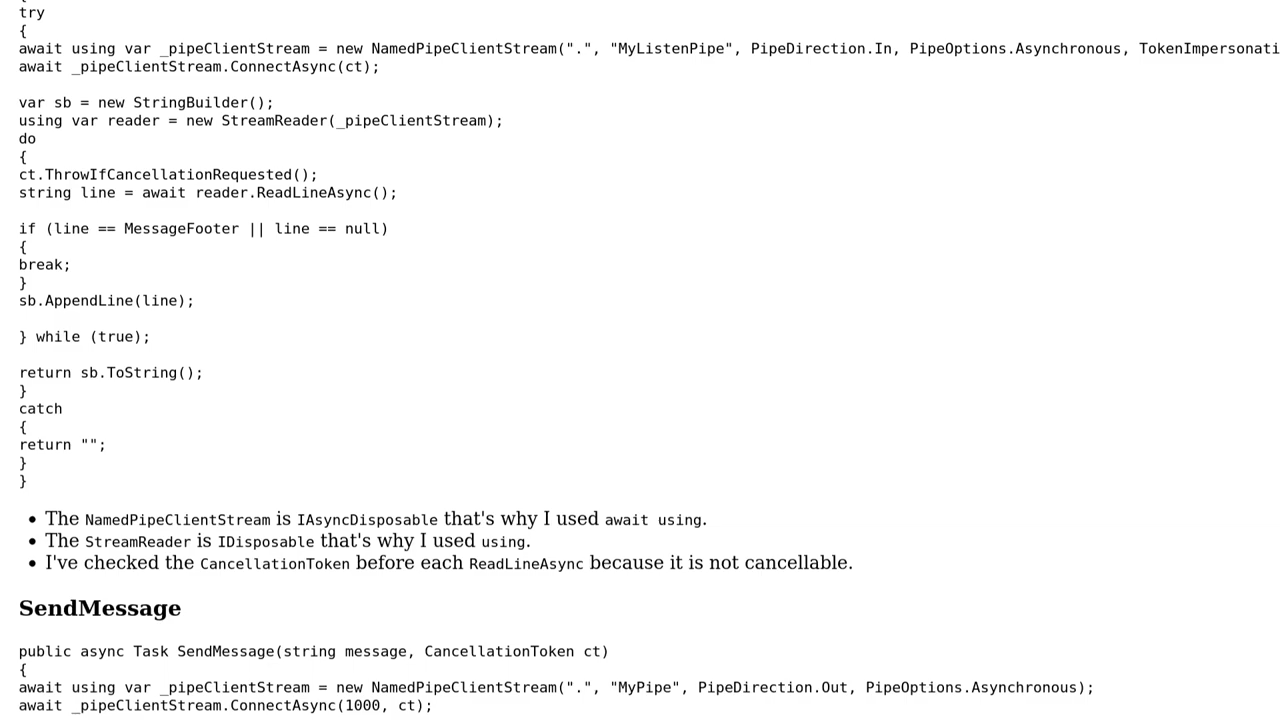 {
try
{
await using var _pipeClientStream = new NamedPipeClientStream(".", "MyListenPipe", PipeDirection.In, PipeOptions.Asynchronous, TokenImpersonati
await _pipeClientStream.ConnectAsync(ct);

var sb = new StringBuilder();
using var reader = new StreamReader(_pipeClientStream);
do
{
ct.ThrowIfCancellationRequested();
string line = await reader.ReadLineAsync();

if (line == MessageFooter || line == null)
{
break;
}
sb.AppendLine(line);

} while (true);

return sb.ToString();
}
catch
{
return "";
}
}
• The NamedPipeClientStream is IAsyncDisposable that's why I used await using.
• The StreamReader is IDisposable that's why I used using.
• I've checked the CancellationToken before each ReadLineAsync because it is not cancellable.
SendMessage
public async Task SendMessage(string message, CancellationToken ct)
{
await using var _pipeClientStream = new NamedPipeClientStream(".", "MyPipe", PipeDirection.Out, PipeOptions.Asynchronous);
await _pipeClientStream.ConnectAsync(1000, ct);